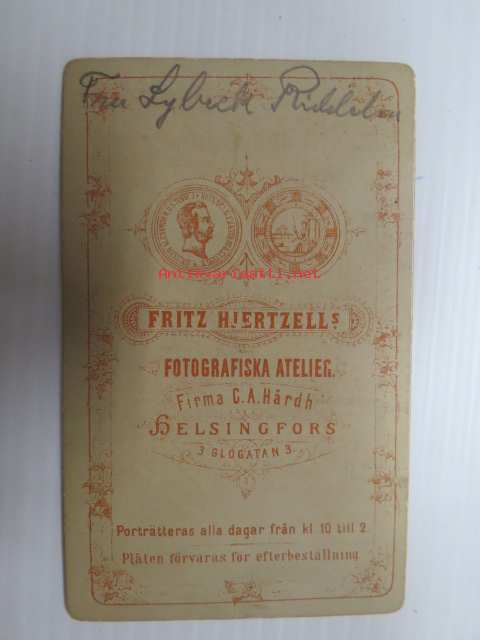 Fru Lybeck
Antikvariaatti.net
FRITZ HJERTZELLS
FOTOGRAFISKA ATELIER.
Firma C. A. Hårdh
HELSINGFORS
3 GLOGATAN 3
Porträtteras alla dagar från kl. 10 till 2.
Plåten förvaras för efterbeställning.